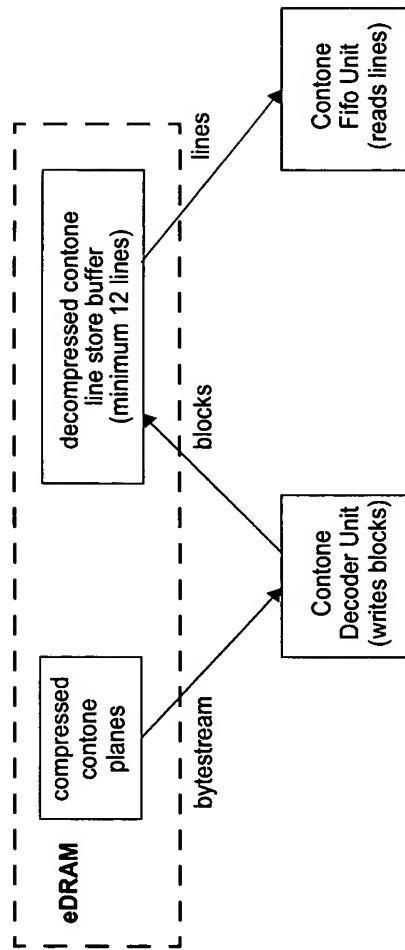 eDRAM
compressed
contone
planes
decompressed contone
line store buffer
(minimum 12 lines)
bytestream
blocks
lines
Contone
Decoder Unit
(writes blocks)
Contone
Fifo Unit
(reads lines)